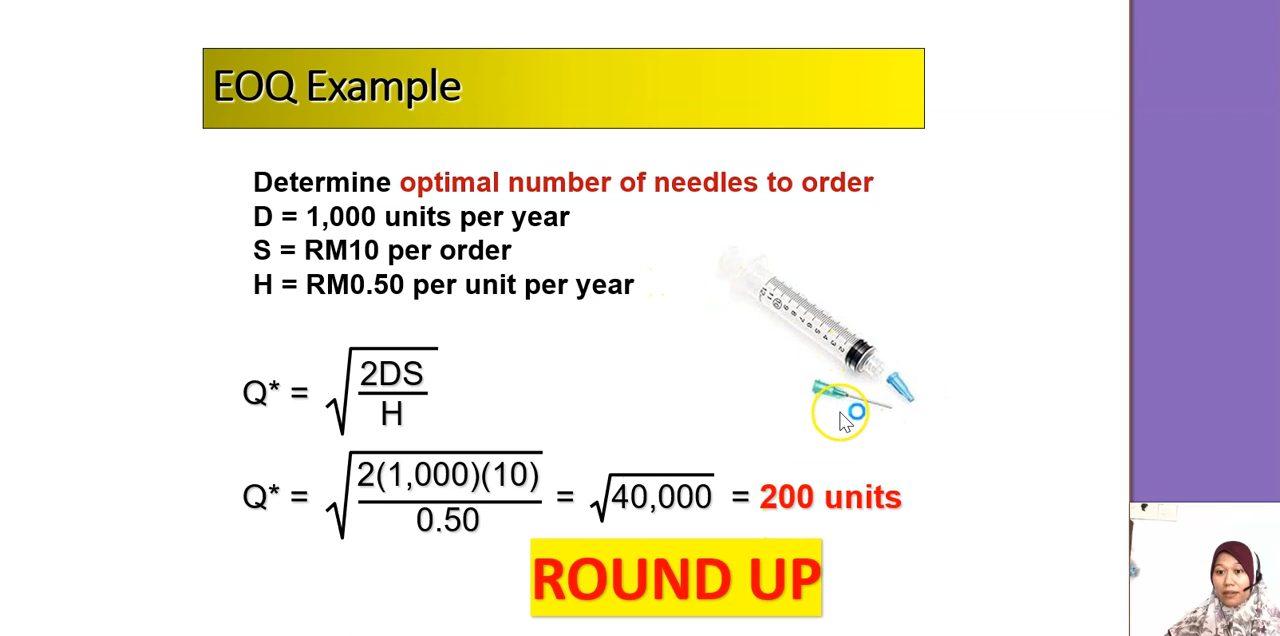 EOQ Example
Determine optimal number of needles to order
D = 1,000 units per year
S = RM10 per order
H = RM0.50 per unit per year
Q* = √2DS
H
Q* = √2(1,000)(10)
0.50
= √40,000 = 200 units
ROUND UP